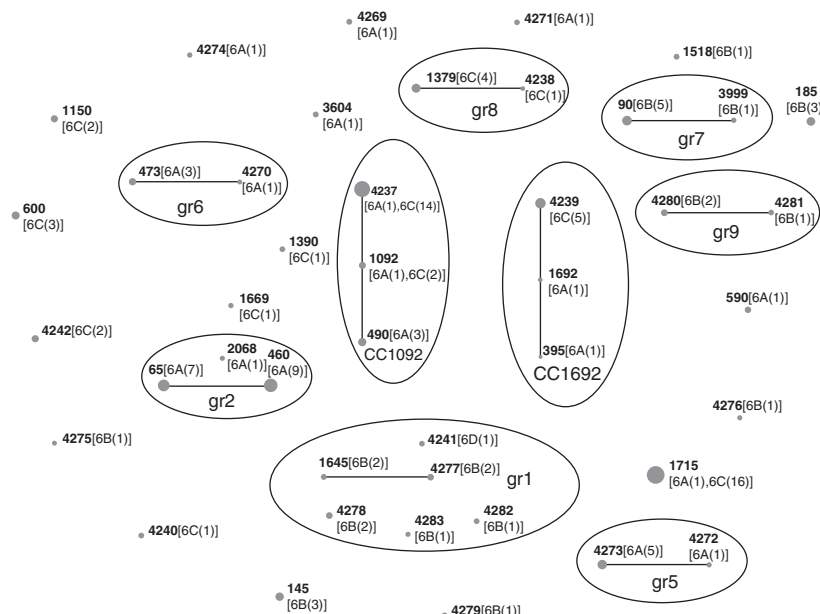 4269
[6A(1)]
4271[6A(1)]
4274[6A(1)]
1518[6B(1)]
1379[6C(4)]
4238
[6C(1)]
gr8
90[6B(5)]
3999
[6B(1)]
gr7
185
[6B(3)]
1150
[6C(2)]
3604
[6A(1)]
473[6A(3)]
4270
[6A(1)]
gr6
4237
[6A(1),6C(14)]
1092
[6A(1),6C(2)]
490[6A(3)]
CC1092
4239
[6C(5)]
1692
[6A(1)]
395[6A(1)]
CC1692
4280[6B(2)]
4281
[6B(1)]
gr9
600
[6C(3)]
1390
[6C(1)]
1669
[6C(1)]
590[6A(1)]
4242[6C(2)]
2068
[6A(1)]
460
[6A(9)]
65[6A(7)]
gr2
4276[6B(1)]
4275[6B(1)]
4241[6D(1)]
1645[6B(2)]
4277[6B(2)]
gr1
4278
[6B(2)]
4283
[6B(1)]
4282
[6B(1)]
1715
[6A(1),6C(16)]
4240[6C(1)]
4273[6A(5)]
4272
[6A(1)]
gr5
145
[6B(3)]
4279[6B(1)]